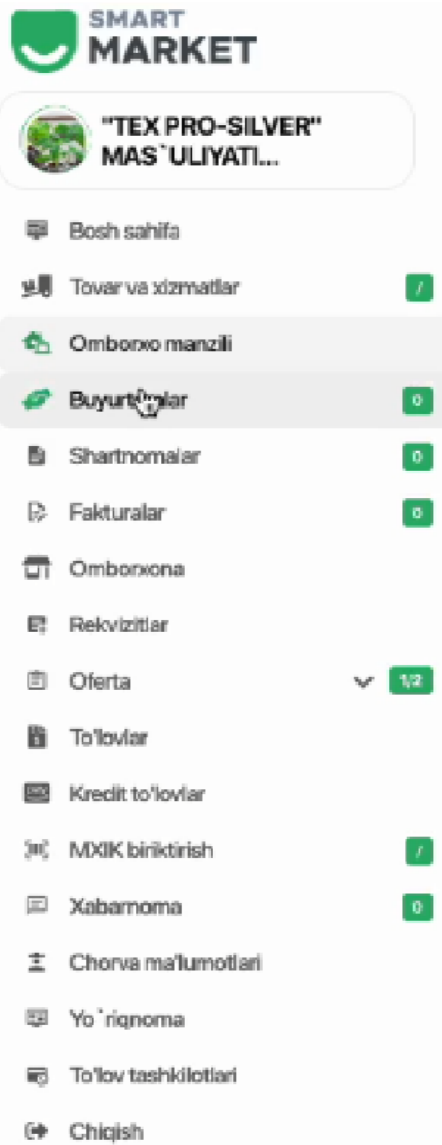 SMART
MARKET
"TEX PRO-SILVER"
MAS`ULIYATI...
Bosh sahifa
Tovar va xizmatlar /
Omborxo manzili
Buyurtmalar 0
Shartnomalar 0
Fakturalar 0
Omborxona
Rekvizitlar
Oferta 1/2
To'lovlar
Kredit to'lovlar
MXIK biriktirish /
Xabarnoma 0
Chorva ma'lumotlari
Yo`riqnoma
To'lov tashkilotlari
Chiqish